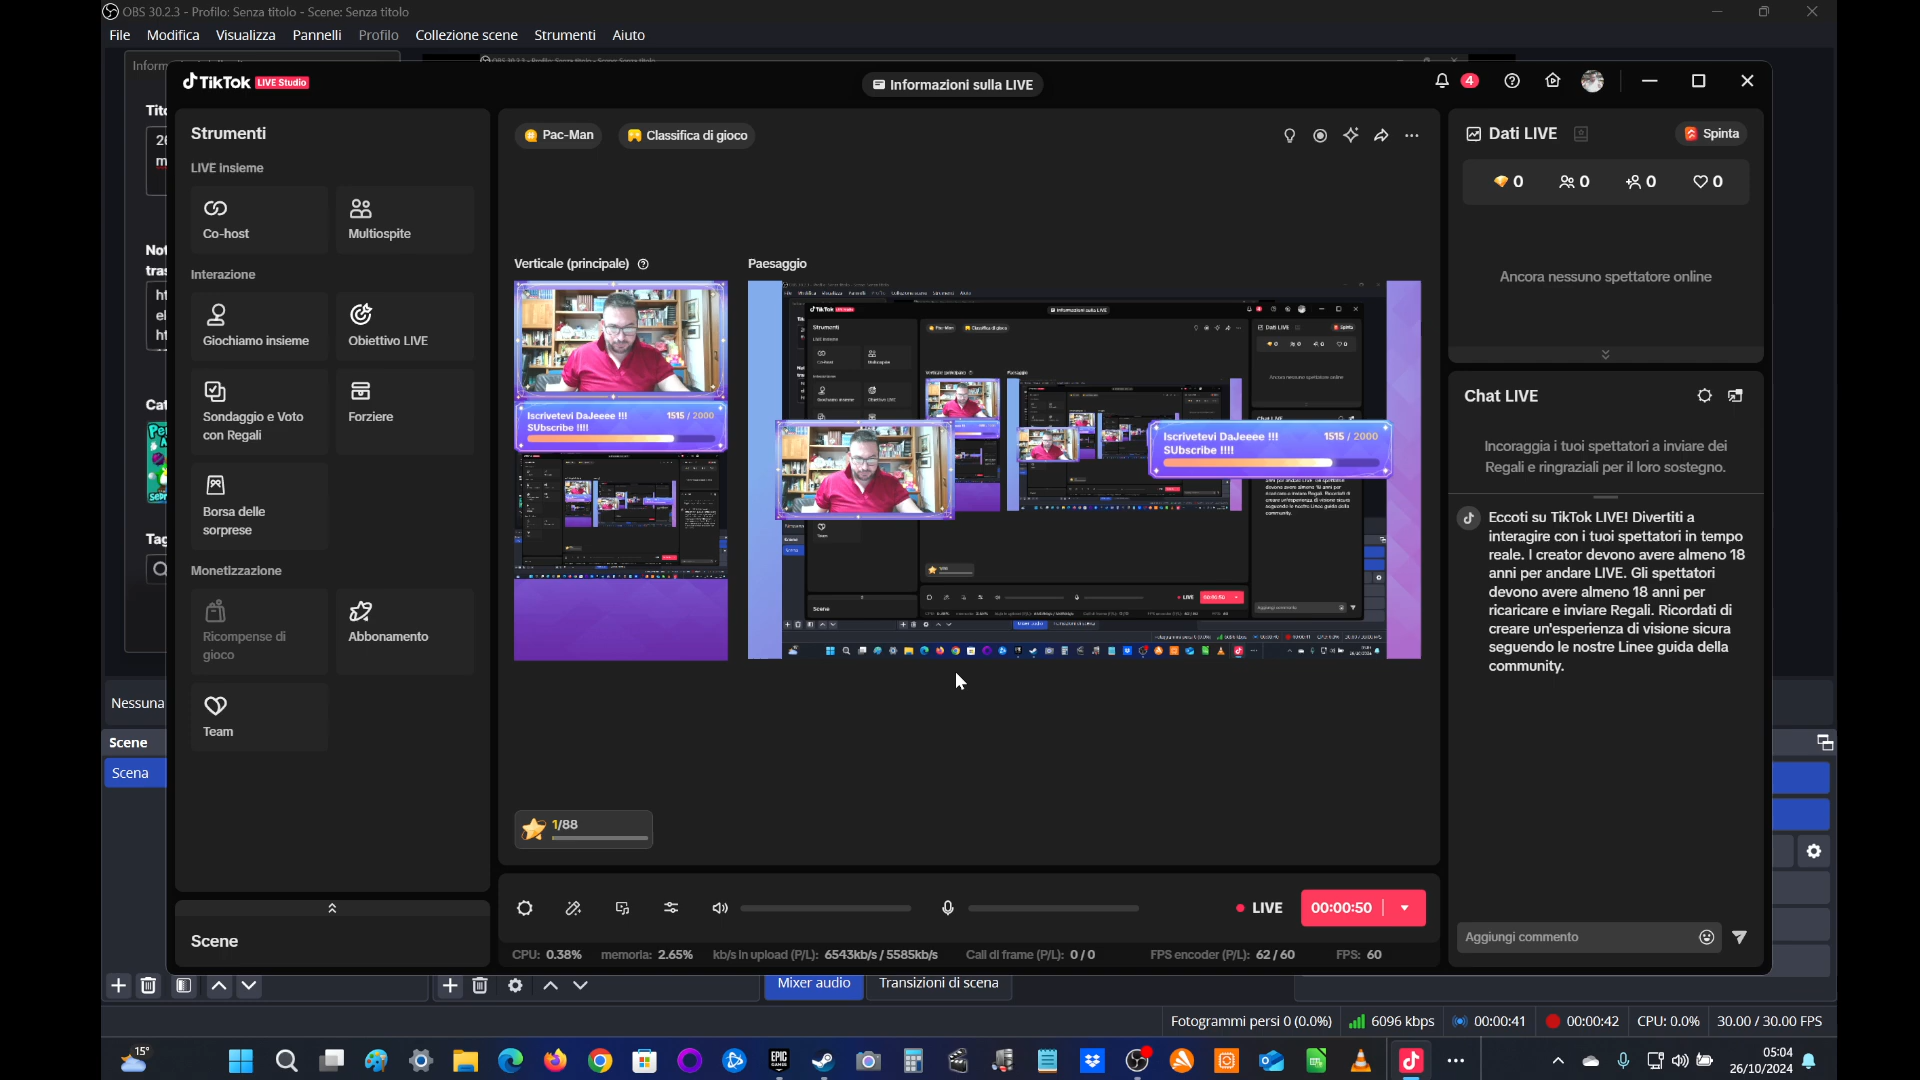 OBS 30.2.3 - Profilo: Senza titolo - Scene: Senza titolo
File Modifica Visualizza Pannelli Profilo Collezione scene Strumenti Aiuto
TikTok LIVE Studio
Informazioni sulla LIVE
4
Strumenti
LIVE insieme
Co-host
Multiospite
Interazione
Giochiamo insieme
Obiettivo LIVE
Sondaggio e Voto
con Regali
Forziere
Borsa delle
sorprese
Monetizzazione
Ricompense di
gioco
Abbonamento
Team
Scene
Pac-Man
Classifica di gioco
Verticale (principale)
Paesaggio
Iscrivetevi DaJeeee !!! 1515 / 2000
SUbscribe !!!!
Iscrivetevi DaJeeee !!! 1515 / 2000
SUbscribe !!!!
1/88
LIVE
00:00:50
CPU: 0.38% memoria: 2.65% kb/s in upload (P/L): 6543kb/s / 5585kb/s Cali di frame (P/L): 0 / 0 FPS encoder (P/L): 62 / 60 FPS: 60
Dati LIVE
Spinta
0 0 0 0
Ancora nessuno spettatore online
Chat LIVE
Incoraggia i tuoi spettatori a inviare dei
Regali e ringraziali per il loro sostegno.
Eccoti su TikTok LIVE! Divertiti a
interagire con i tuoi spettatori in tempo
reale. I creator devono avere almeno 18
anni per andare LIVE. Gli spettatori
devono avere almeno 18 anni per
ricaricare e inviare Regali. Ricordati di
creare un'esperienza di visione sicura
seguendo le nostre Linee guida della
community.
Aggiungi commento
Nessuna
Scene
Scena
Mixer audio
Transizioni di scena
Fotogrammi persi 0 (0.0%) 6096 kbps 00:00:41 00:00:42 CPU: 0.0% 30.00 / 30.00 FPS
15°
05:04
26/10/2024